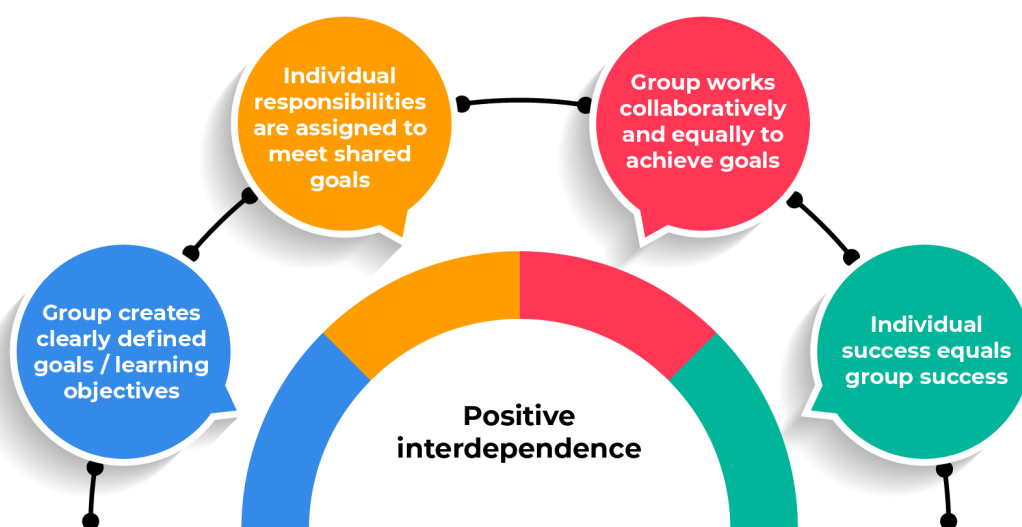 Individual
responsibilities
are assigned to
meet shared
goals
Group works
collaboratively
and equally to
achieve goals
Group creates
clearly defined
goals / learning
objectives
Individual
success equals
group success
Positive
interdependence